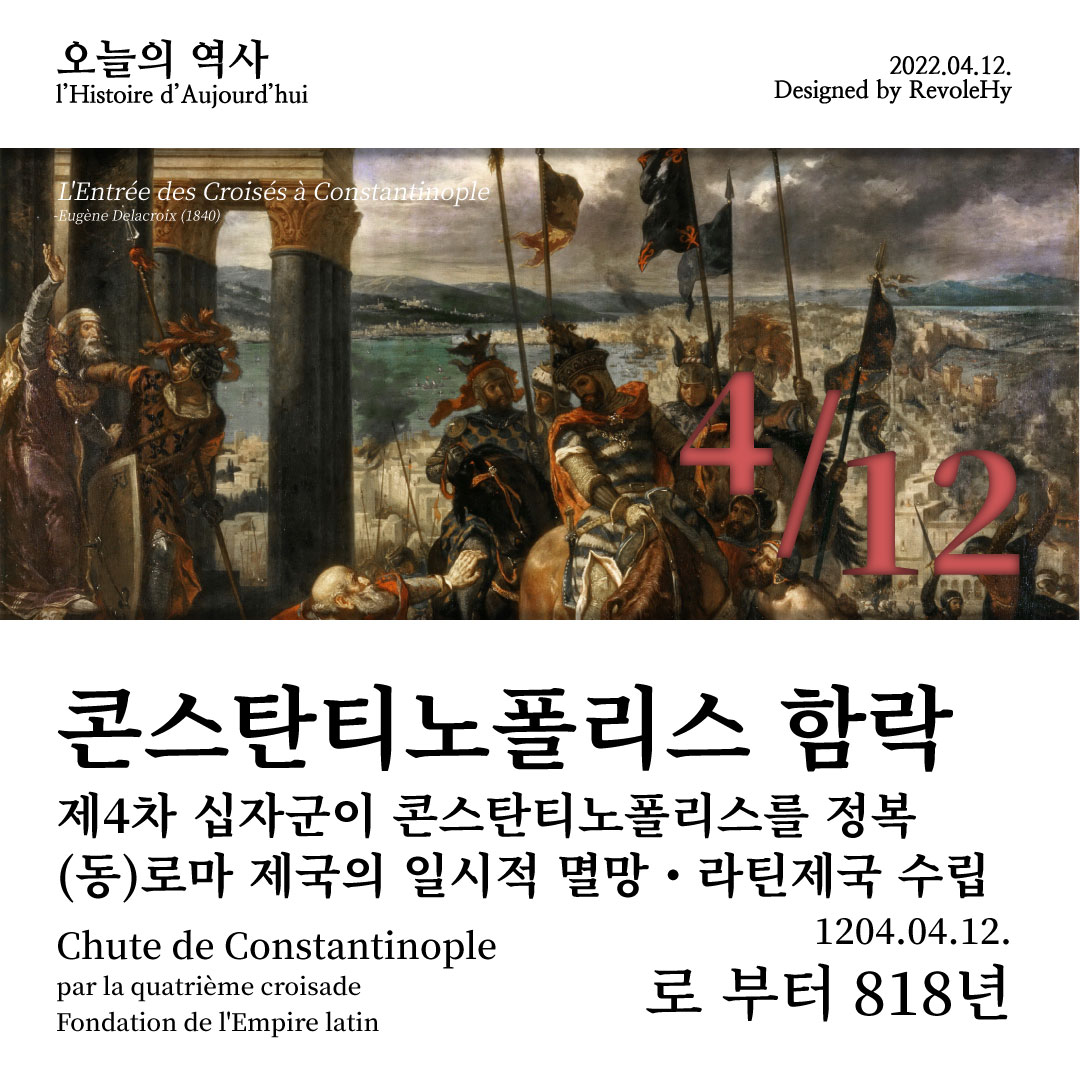 오늘의 역사
l’Histoire d’Aujourd’hui
2022.04.12.
Designed by RevoleHy
L'Entrée des Croisés à Constantinople
-Eugène Delacroix (1840)
4/12
콘스탄티노폴리스 함락
제4차 십자군이 콘스탄티노폴리스를 정복
(동)로마 제국의 일시적 멸망・라틴제국 수립
Chute de Constantinople
par la quatrième croisade
Fondation de l'Empire latin
1204.04.12.
로 부터 818년